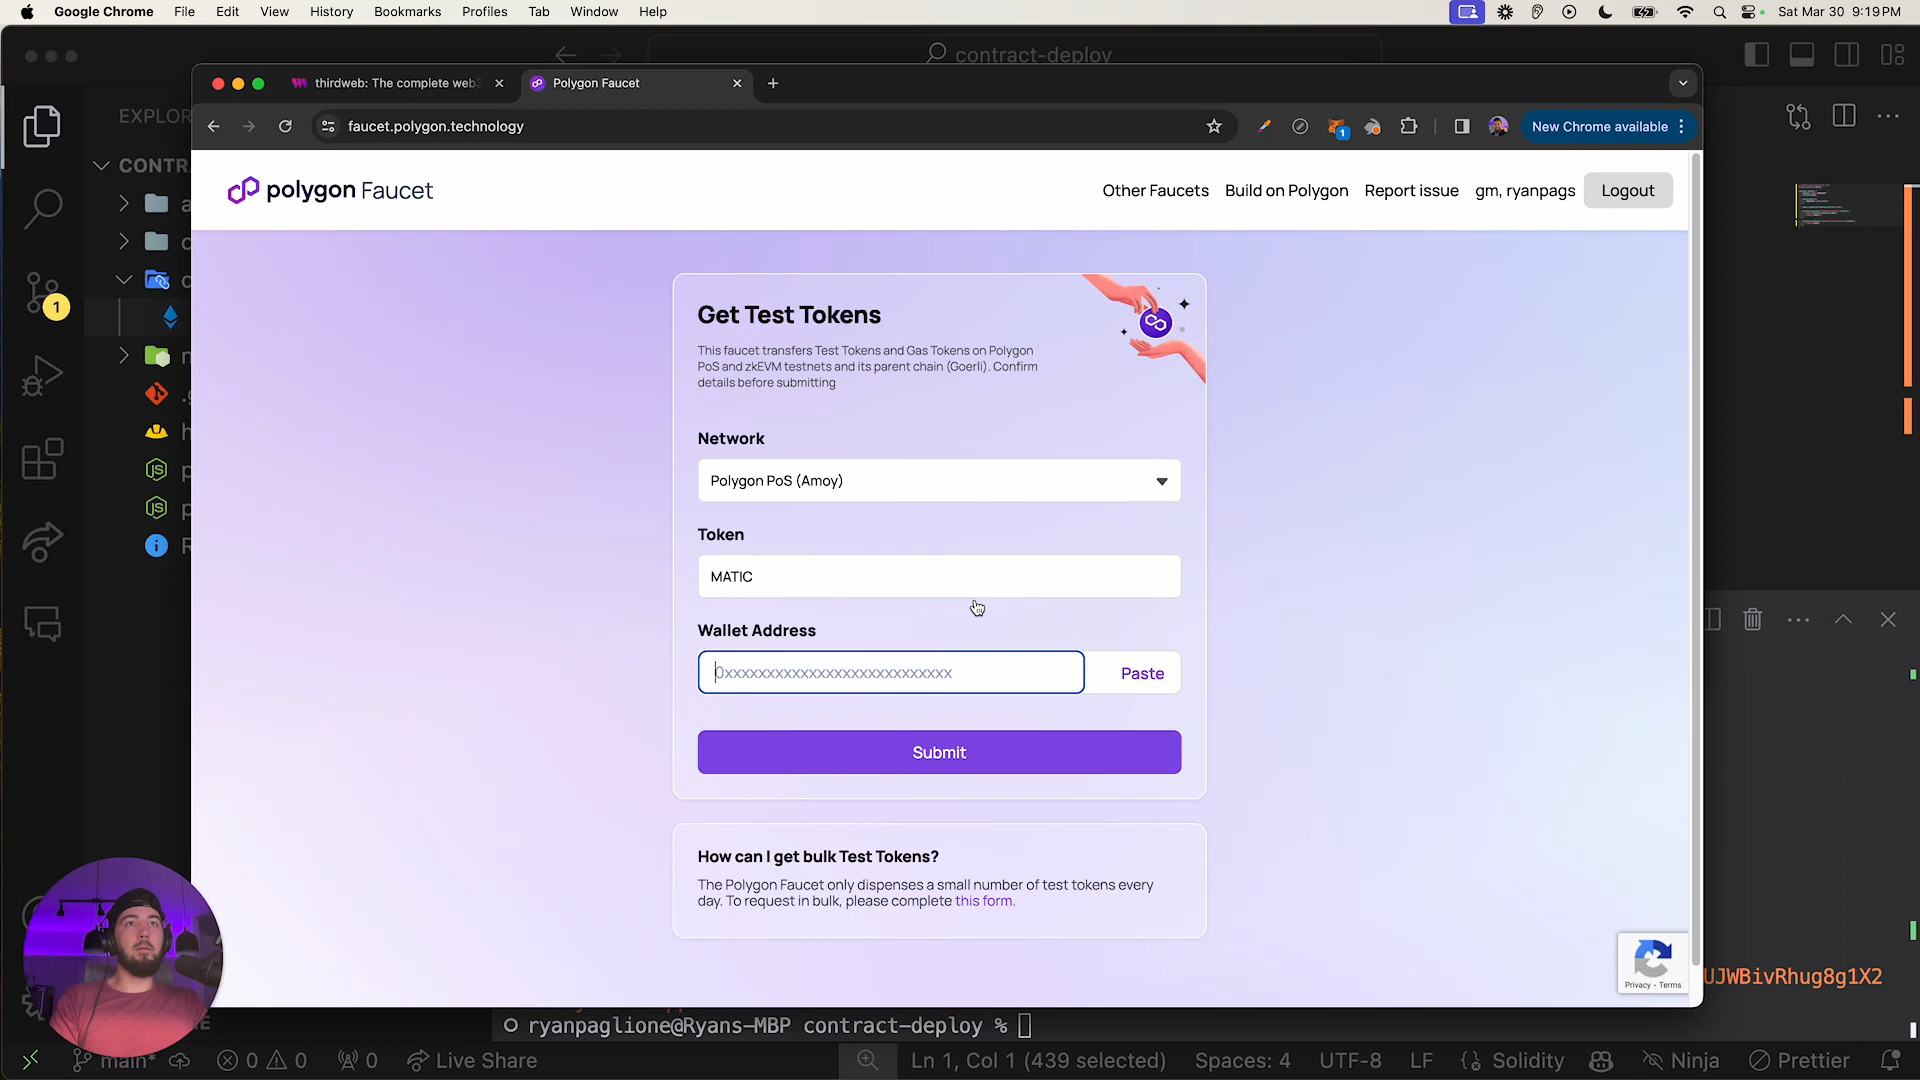 Google Chrome File Edit View History Bookmarks Profiles Tab Window Help
Sat Mar 30 9:19 PM
contract-deploy
thirdweb: The complete web3
Polygon Faucet
faucet.polygon.technology
1
New Chrome available
EXPLOR
CONTR
1
polygon Faucet
Other Faucets
Build on Polygon
Report issue
gm, ryanpags
Logout
Get Test Tokens
This faucet transfers Test Tokens and Gas Tokens on Polygon
PoS and zkEVM testnets and its parent chain (Goerli). Confirm
details before submitting
Network
Polygon PoS (Amoy)
Token
MATIC
Wallet Address
0xxxxxxxxxxxxxxxxxxxxxxxxxxx
Paste
Submit
How can I get bulk Test Tokens?
The Polygon Faucet only dispenses a small number of test tokens every
day. To request in bulk, please complete this form.
Privacy - Terms
UJWBivRhug8g1X2
ryanpaglione@Ryans-MBP contract-deploy %
main* 0 0 0 Live Share Ln 1, Col 1 (439 selected) Spaces: 4 UTF-8 LF Solidity Ninja Prettier